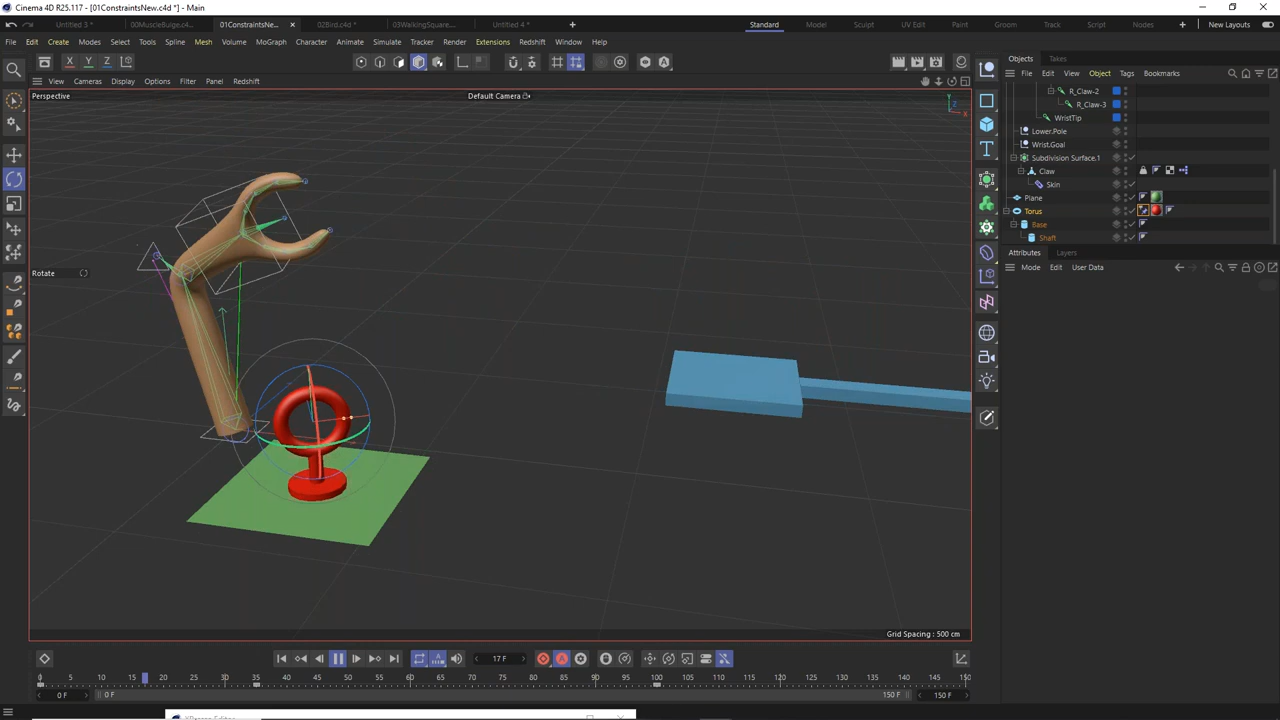 Cinema 4D R25.117 - [01ConstraintsNew.c4d *] - Main
Untitled 3 *
00MuscleBulge.c4...
01ConstraintsNe...
02Bird.c4d *
03WalkingSquare....
Untitled 4 *
Standard
Model
Sculpt
UV Edit
Paint
Groom
Track
Script
Nodes
New Layouts
File
Edit
Create
Modes
Select
Tools
Spline
Mesh
Volume
MoGraph
Character
Animate
Simulate
Tracker
Render
Extensions
Redshift
Window
Help
Objects
Takes
X
Y
Z
File
Edit
View
Object
Tags
Bookmarks
View
Cameras
Display
Options
Filter
Panel
Redshift
R_Claw-2
R_Claw-3
WristTip
Lower.Pole
Wrist.Goal
Subdivision Surface.1
Claw
Skin
Plane
Torus
Base
Shaft
Perspective
Default Camera
Y
Z
X
Attributes
Layers
Mode
Edit
User Data
Rotate
Grid Spacing : 500 cm
17 F
0
5
10
15
20
25
30
35
40
45
50
55
60
65
70
75
80
85
90
95
100
105
110
115
120
125
130
135
140
145
150
0 F
0 F
150 F
150 F